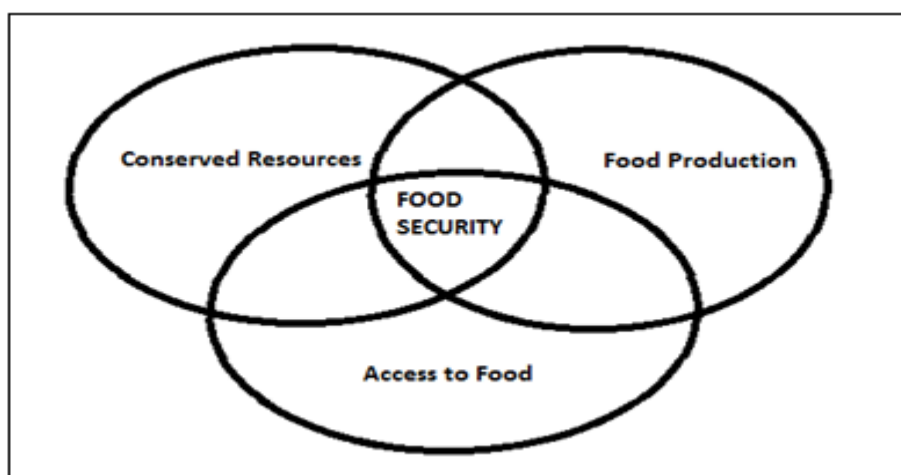 Conserved Resources
Food Production
FOOD
SECURITY
Access to Food